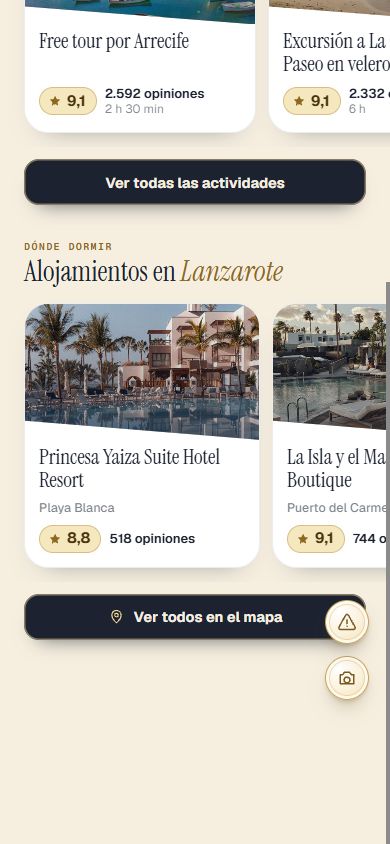 Free tour por Arrecife
9,1
2.592 opiniones
2 h 30 min
Excursión a La
Paseo en velero
9,1
2.332
6 h
Ver todas las actividades
DÓNDE DORMIR
Alojamientos en Lanzarote
Princesa Yaiza Suite Hotel
Resort
Playa Blanca
8,8
518 opiniones
La Isla y el Ma
Boutique
Puerto del Carme
9,1
744 o
Ver todos en el mapa